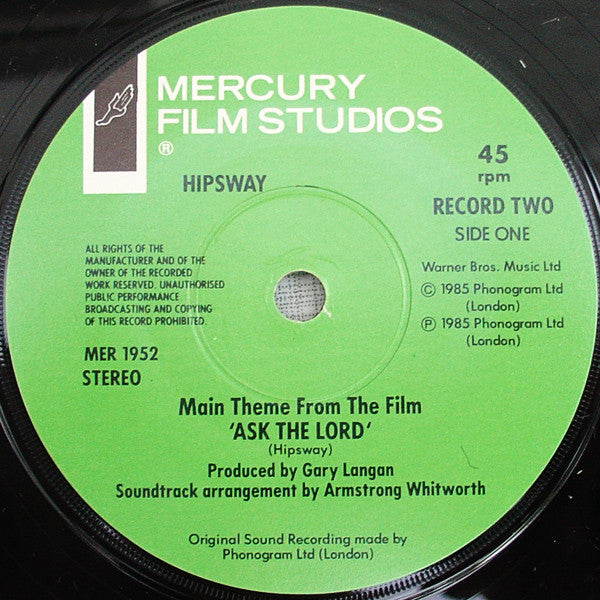 MERCURY
FILM STUDIOS
®
HIPSWAY
45
rpm
RECORD TWO
SIDE ONE
ALL RIGHTS OF THE
MANUFACTURER AND OF THE
OWNER OF THE RECORDED
WORK RESERVED. UNAUTHORISED
PUBLIC PERFORMANCE
BROADCASTING AND COPYING
OF THIS RECORD PROHIBITED.
Warner Bros. Music Ltd
© 1985 Phonogram Ltd
(London)
℗ 1985 Phonogram Ltd
(London)
MER 1952
STEREO
Main Theme From The Film
‘ASK THE LORD‘
(Hipsway)
Produced by Gary Langan
Soundtrack arrangement by Armstrong Whitworth
Original Sound Recording made by
Phonogram Ltd (London)